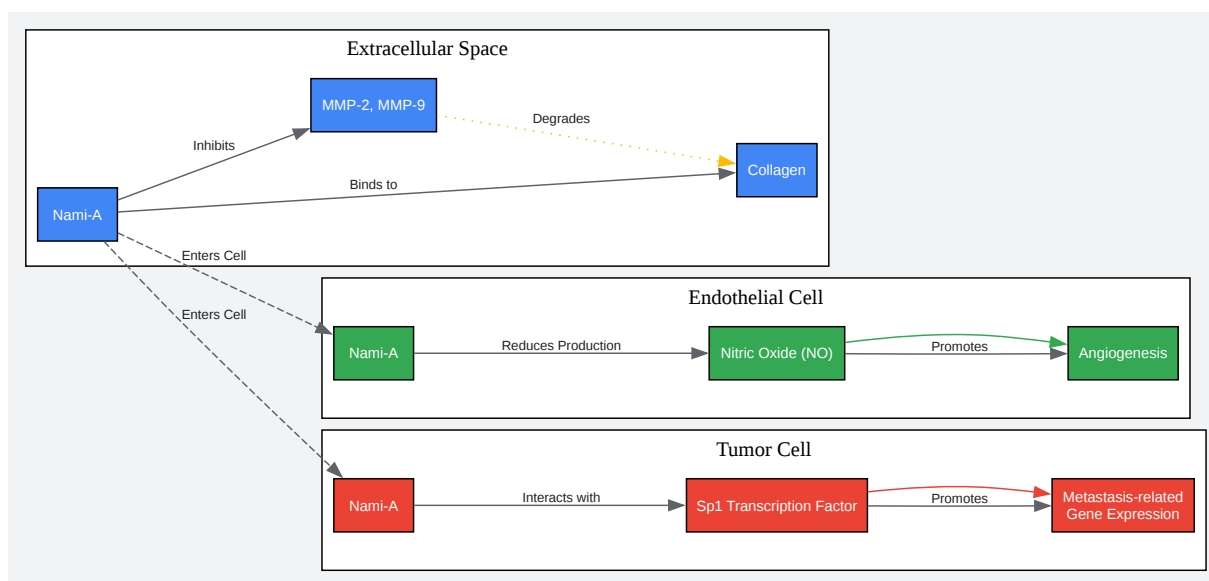 Extracellular Space
MMP-2, MMP-9
Degrades
Inhibits
Collagen
Binds to
Nami-A
Enters Cell
Enters Cell
Endothelial Cell
Nami-A
Reduces Production
Nitric Oxide (NO)
Promotes
Angiogenesis
Tumor Cell
Nami-A
Interacts with
Sp1 Transcription Factor
Promotes
Metastasis-related
Gene Expression